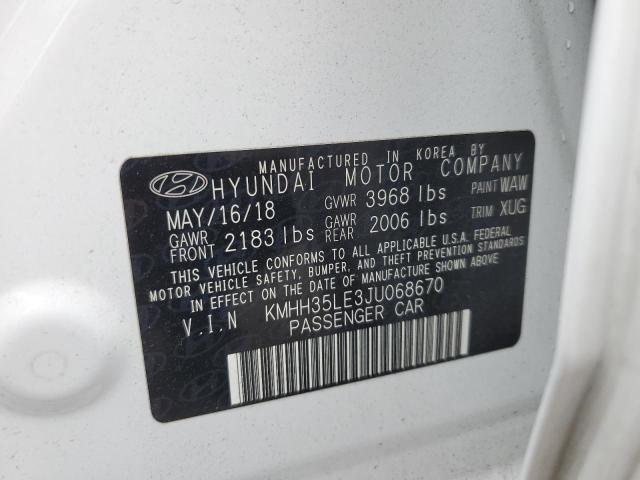 MANUFACTURED IN KOREA BY
HYUNDAI MOTOR COMPANY
MAY/16/18 GVWR 3968 lbs PAINT WAW
GAWR FRONT 2183 lbs GAWR REAR 2006 lbs TRIM XUG
THIS VEHICLE CONFORMS TO ALL APPLICABLE U.S.A. FEDERAL
MOTOR VEHICLE SAFETY, BUMPER, AND THEFT PREVENTION STANDARDS
IN EFFECT ON THE DATE OF MANUFACTURE SHOWN ABOVE.
V.I.N KMHH35LE3JU068670
PASSENGER CAR